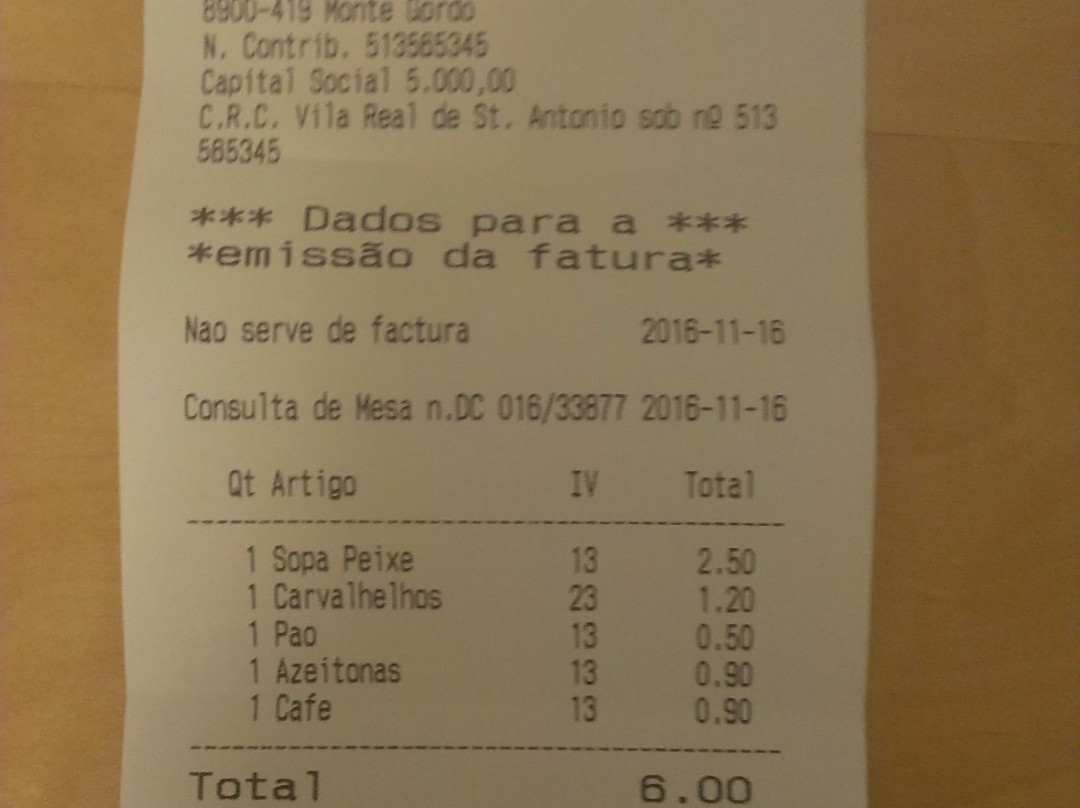 8900-419 Monte Gordo
N. Contrib. 513565345
Capital Social 5.000,00
C.R.C. Vila Real de St. Antonio sob nº 513
565345
*** Dados para a ***
*emissão da fatura*
Nao serve de factura 2016-11-16
Consulta de Mesa n.DC 016/33877 2016-11-16
Qt Artigo IV Total
1 Sopa Peixe 13 2.50
1 Carvalhelhos 23 1.20
1 Pao 13 0.50
1 Azeitonas 13 0.90
1 Cafe 13 0.90
Total 6.00